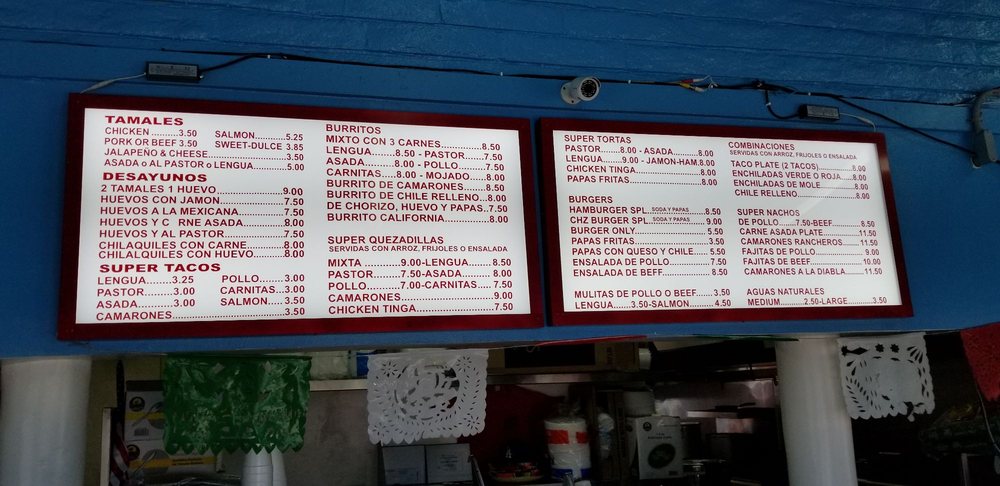 TAMALES
CHICKEN ..........3.50
PORK OR BEEF 3.50
SALMON............5.25
SWEET-DULCE 3.85
JALAPEÑO & CHEESE.........................3.50
ASADA o AL PASTOR o LENGUA......5.00
DESAYUNOS
2 TAMALES 1 HUEVO.................9.00
HUEVOS CON JAMON................7.50
HUEVOS A LA MEXICANA...........7.50
HUEVOS Y C RNE ASADA..........8.00
HUEVOS Y AL PASTOR...............7.50
CHILAQUILES CON CARNE.........8.00
CHILALQUILES CON HUEVO........8.00
SUPER TACOS
LENGUA.......3.25
PASTOR........3.00
ASADA..........3.00
POLLO.......3.00
CARNITAS...3.00
SALMON.....3.50
CAMARONES.................................3.50
BURRITOS
MIXTO CON 3 CARNES...............8.50
LENGUA.......8.50 - PASTOR.......7.50
ASADA..........8.00 - POLLO.........7.50
CARNITAS.....8.00 - MOJADO......8.00
BURRITO DE CAMARONES........8.50
BURRITO DE CHILE RELLENO...8.00
DE CHORIZO, HUEVO Y PAPAS..7.50
BURRITO CALIFORNIA................8.00
SUPER QUEZADILLAS
SERVIDAS CON ARROZ, FRIJOLES O ENSALADA
MIXTA ............9.00-LENGUA.........8.50
PASTOR.........7.50-ASADA ..........8.00
POLLO...........7.00-CARNITAS...... 7.50
CAMARONES................................9.00
CHICKEN TINGA............................7.50
SUPER TORTAS
PASTOR.........8.00 - ASADA.........8.00
LENGUA........9.00 - JAMON-HAM.8.00
CHICKEN TINGA..........................8.00
PAPAS FRITAS............................8.00
BURGERS
HAMBURGER SPL. SODA Y PAPAS .....8.50
CHZ BURGER SPL. SODA Y PAPAS ..... 9.00
BURGER ONLY............................5.50
PAPAS FRITAS............................3.50
PAPAS CON QUESO Y CHILE.....5.50
ENSALADA DE POLLO................7.50
ENSALADA DE BEFF...................8.50
MULITAS DE POLLO O BEEF.......3.50
LENGUA.......3.50-SALMON........4.50
COMBINACIONES
SERVIDAS CON ARROZ, FRIJOLES O ENSALADA
TACO PLATE (2 TACOS)..............8.00
ENCHILADAS VERDE O ROJA......8.00
ENCHILADAS DE MOLE..............8.00
CHILE RELLENO.......................8.00
SUPER NACHOS
DE POLLO......7.50-BEEF.............8.50
CARNE ASADA PLATE................11.50
CAMARONES RANCHEROS........11.50
FAJITAS DE POLLO.....................9.00
FAJITAS DE BEEF.......................10.00
CAMARONES A LA DIABLA........11.50
AGUAS NATURALES
MEDIUM..........2.50-LARGE...........3.50